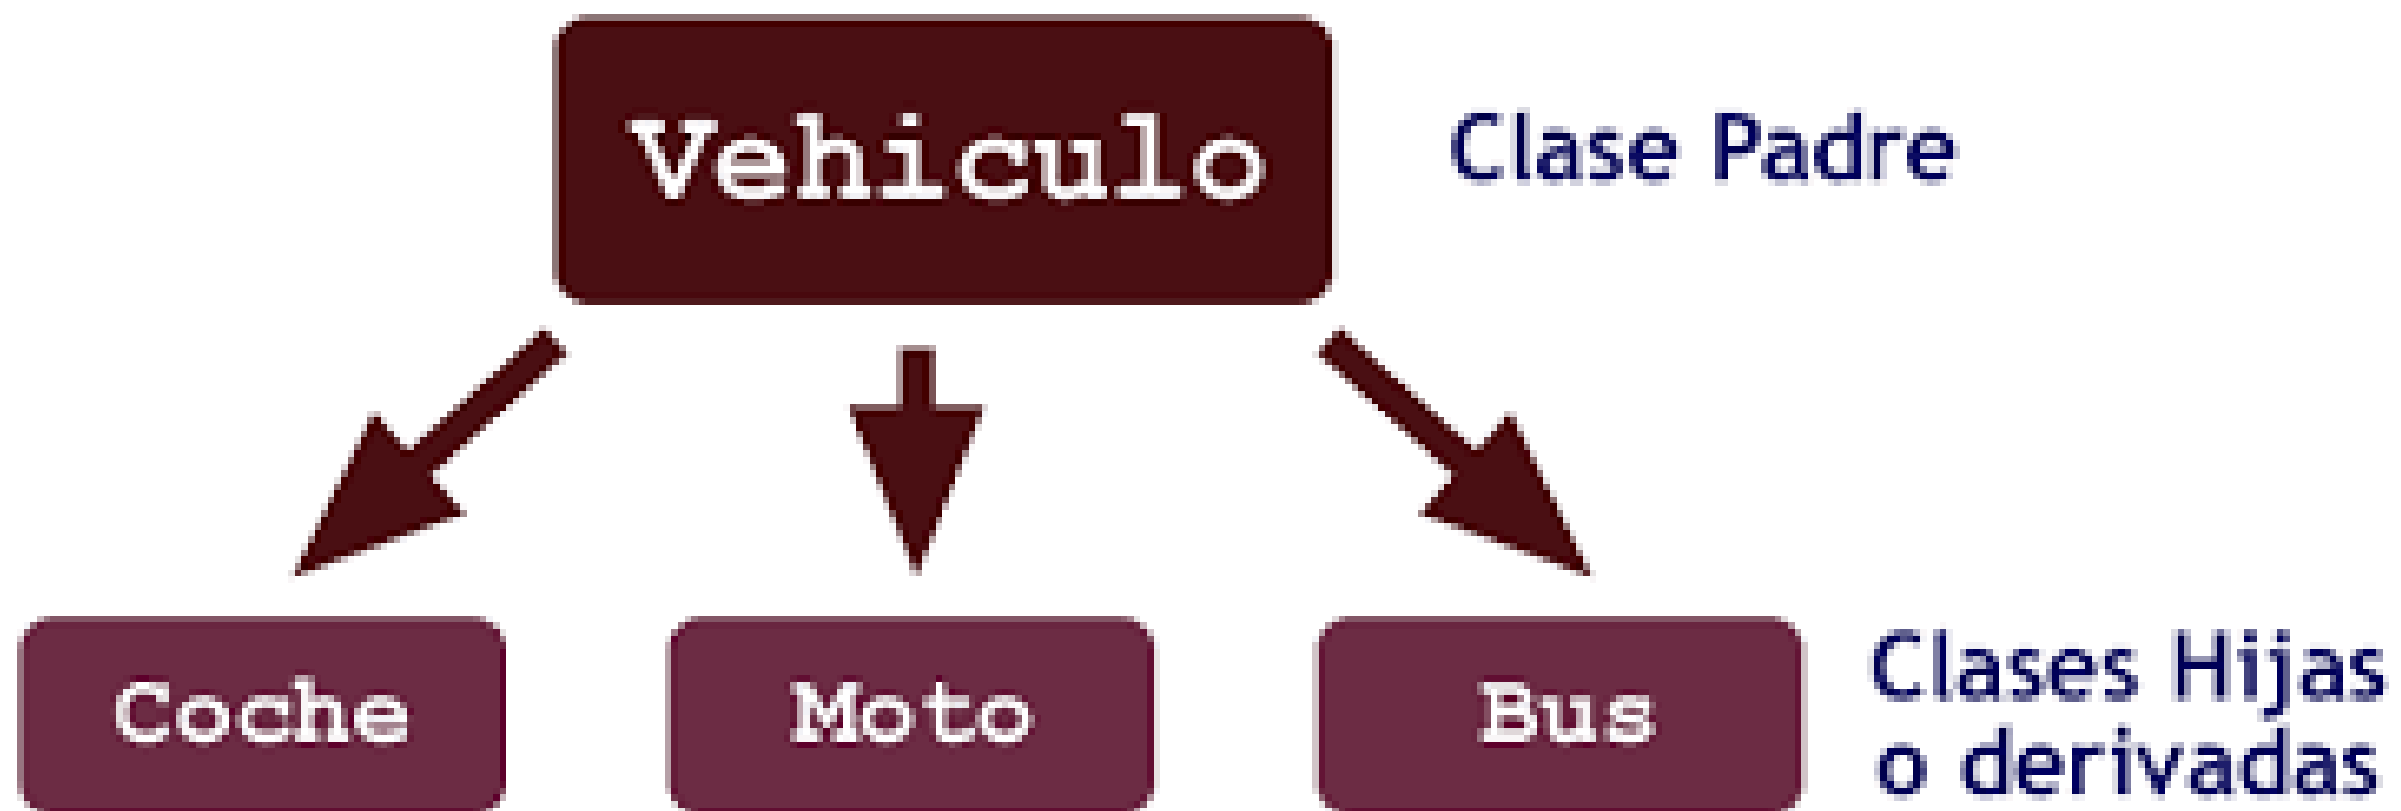 Vehiculo
Clase Padre
Coche
Moto
Bus
Clases Hijas
o derivadas